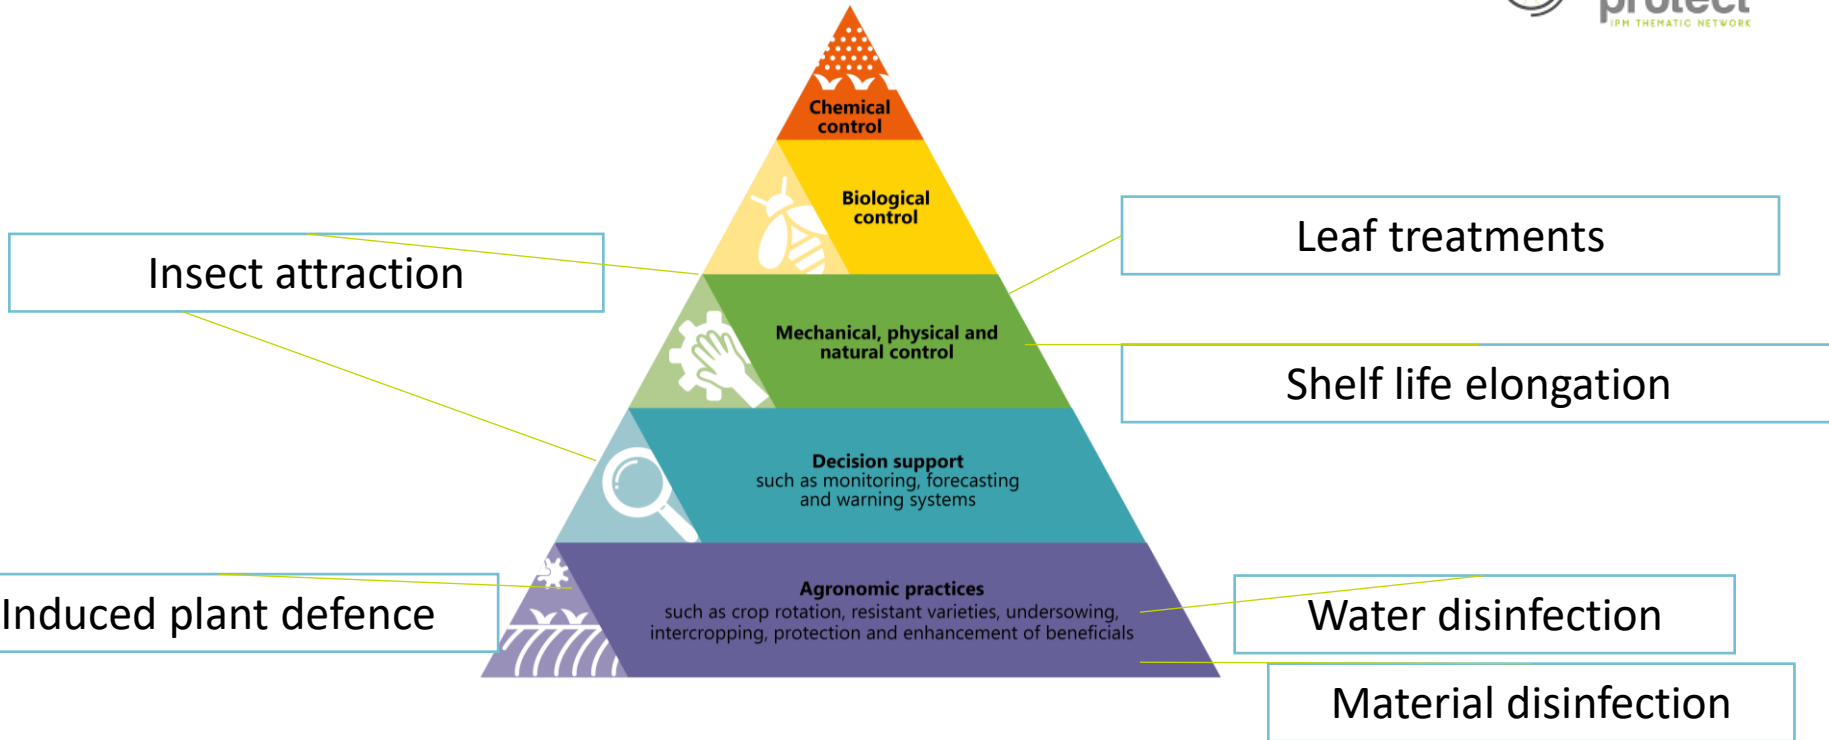 protect
IPM THEMATIC NETWORK
Chemical
control
Biological
control
Leaf treatments
Insect attraction
Mechanical, physical and
natural control
Shelf life elongation
Decision support
such as monitoring, forecasting
and warning systems
Agronomic practices
such as crop rotation, resistant varieties, undersowing,
intercropping, protection and enhancement of beneficials
Induced plant defence
Water disinfection
Material disinfection